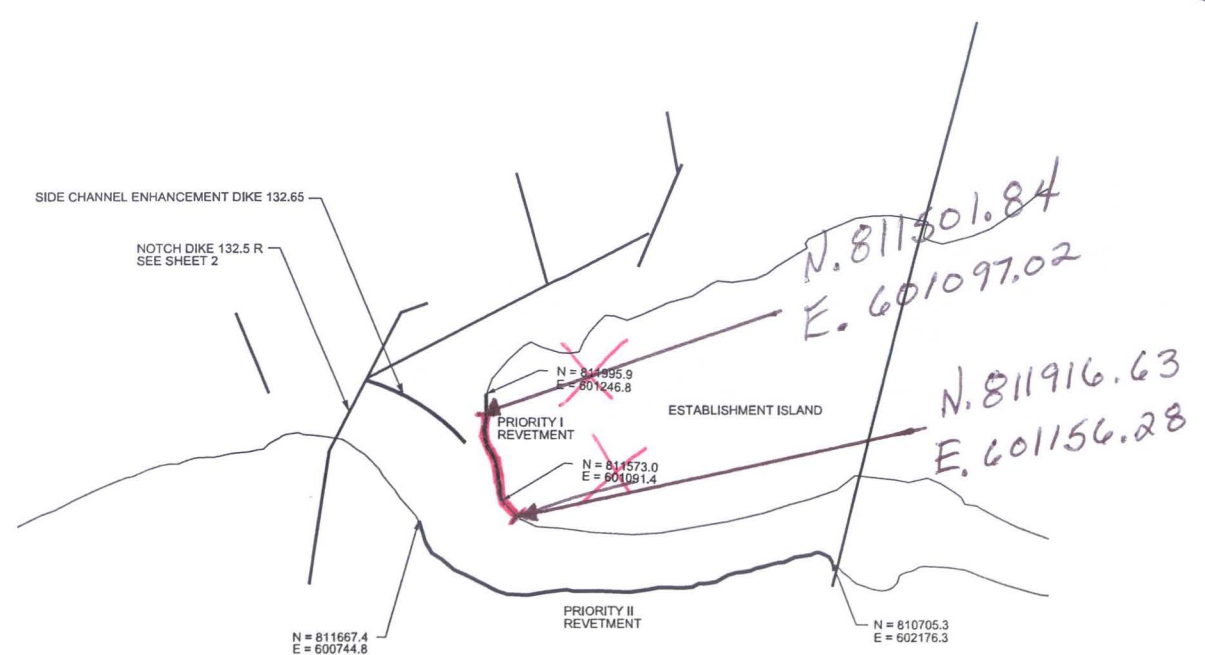 SIDE CHANNEL ENHANCEMENT DIKE 132.65
NOTCH DIKE 132.5 R
SEE SHEET 2
N. 811501.84
E. 601097.02
N = 811995.9
E = 601246.8
PRIORITY I
REVETMENT
ESTABLISHMENT ISLAND
N. 811916.63
E. 601156.28
N = 811573.0
E = 601091.4
PRIORITY II
REVETMENT
N = 811667.4
E = 600744.8
N = 810705.3
E = 602176.3